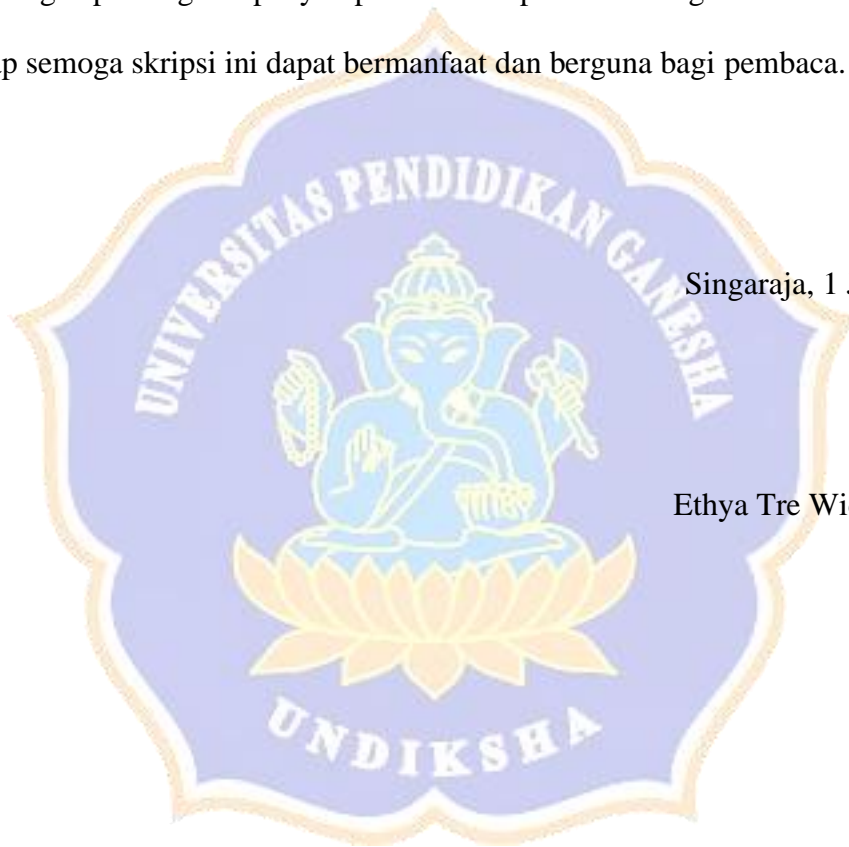 p semoga skripsi ini dapat bermanfaat dan berguna bagi pembaca.
UNIVERSITAS PENDIDIKAN GANESHA
Singaraja, 1
Ethya Tre Wi
UNDIKSHA